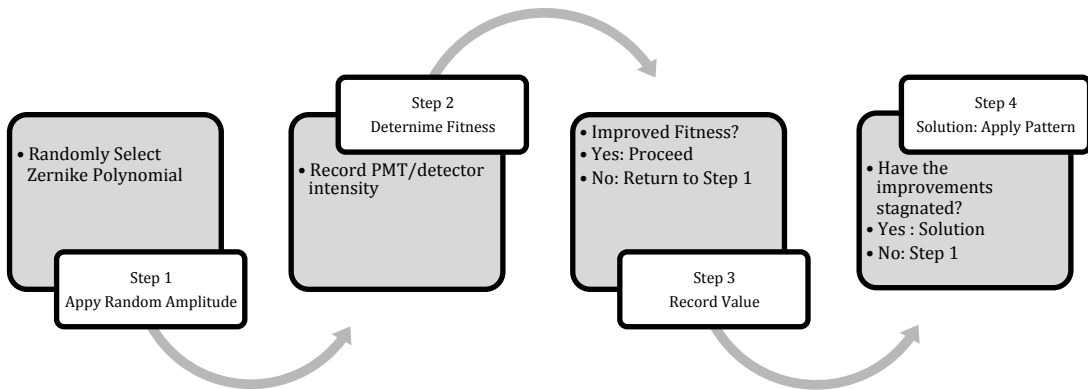 • Randomly Select
Zernike Polynomial
Step 1
Appy Random Amplitude
Step 2
Deternime Fitness
• Record PMT/detector
intensity
• Improved Fitness?
• Yes: Proceed
• No: Return to Step 1
Step 3
Record Value
Step 4
Solution: Apply Pattern
• Have the
improvements
stagnated?
• Yes : Solution
• No: Step 1